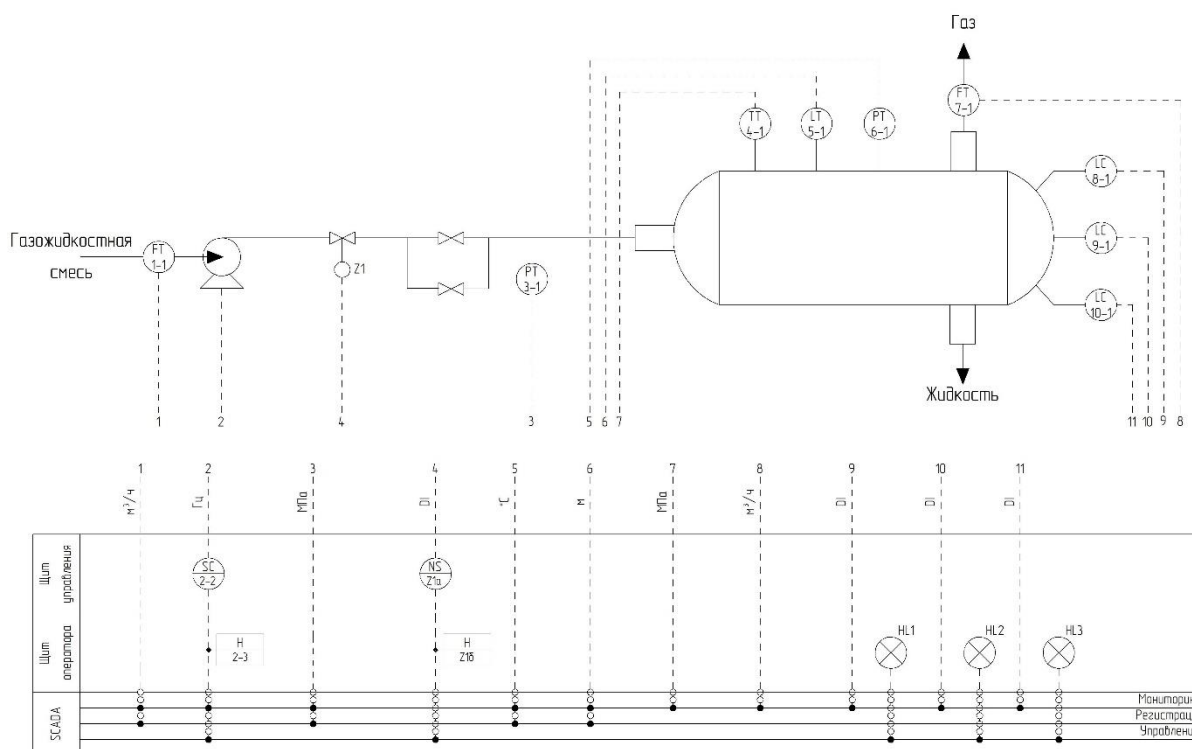 Газ
FT
7-1
TT
4-1
LT
5-1
PT
6-1
LC
8-1
Газожидкостная
смесь
FT
1-1
Z1
PT
3-1
LC
9-1
LC
10-1
Жидкость
1 2 4 3 5 6 7 11 10 9 8
1 2 3 4 5 6 7 8 9 10 11
м³/ч Гц МПа DI °C м МПа м³/ч DI DI DI
Щит
управления
SC
2-2
NS
Z1а
Щит
оператора
H
2-3
H
Z1б
HL1
HL2
HL3
SCADA
Монитори
Регистрац
Управлени